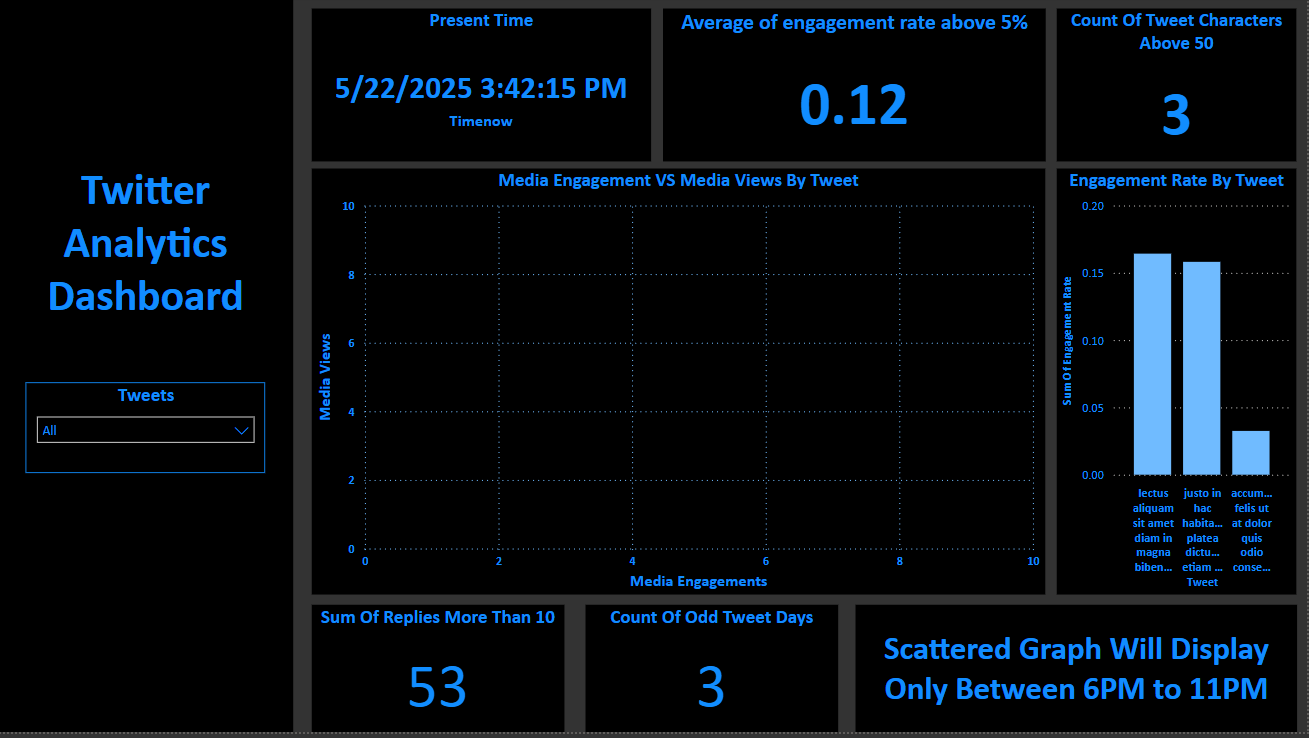 Twitter
Analytics
Dashboard
Tweets
All
Present Time
5/22/2025 3:42:15 PM
Timenow
Average of engagement rate above 5%
0.12
Count Of Tweet Characters
Above 50
3
Media Engagement VS Media Views By Tweet
Media Views
10
8
6
4
2
0
0 2 4 6 8 10
Media Engagements
Engagement Rate By Tweet
Sum Of Engagement Rate
0.20
0.15
0.10
0.05
0.00
lectus justo in accum...
aliquam hac felis ut
sit amet habita... at dolor
diam in platea quis
magna dictu... odio
biben... etiam ... conse...
Tweet
Sum Of Replies More Than 10
53
Count Of Odd Tweet Days
3
Scattered Graph Will Display
Only Between 6PM to 11PM